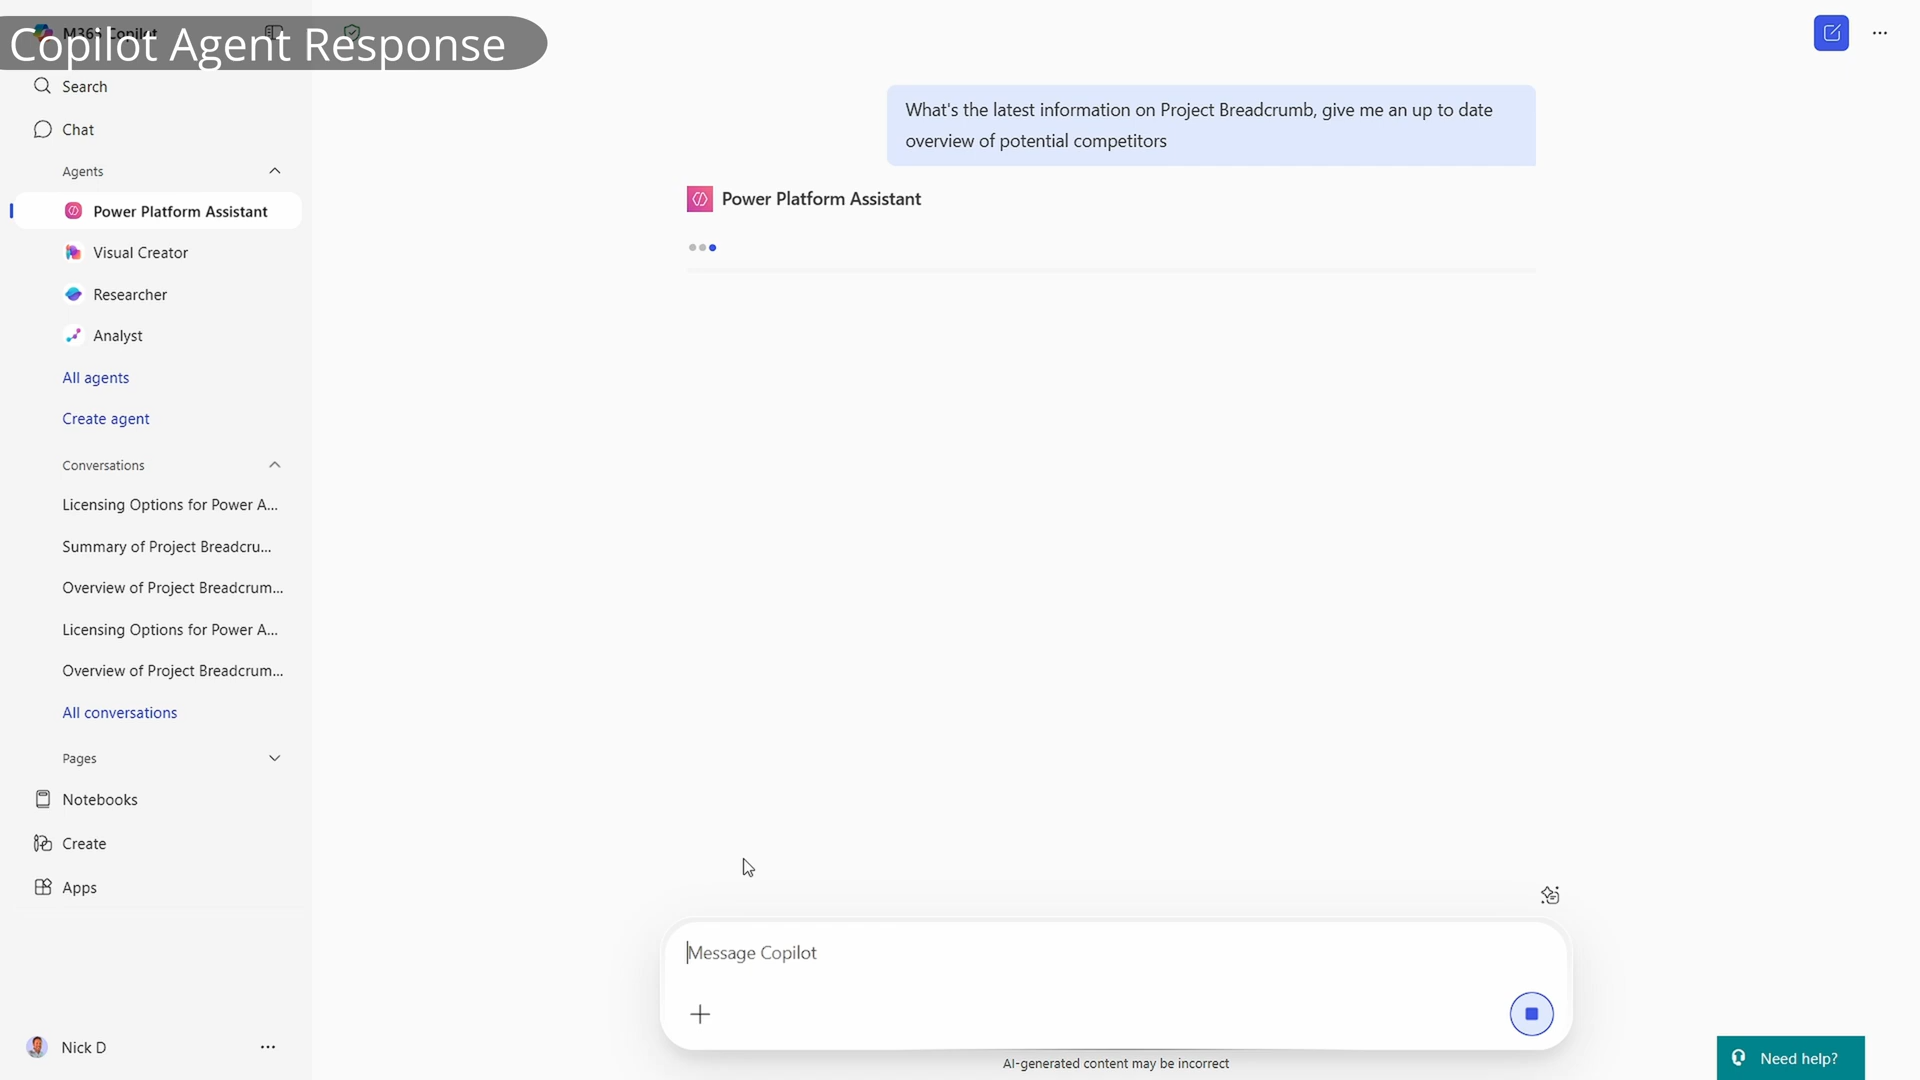 M365 Copilot
Copilot Agent Response
Search
Chat
Agents
Power Platform Assistant
Visual Creator
Researcher
Analyst
All agents
Create agent
Conversations
Licensing Options for Power A...
Summary of Project Breadcru...
Overview of Project Breadcrum...
Licensing Options for Power A...
Overview of Project Breadcrum...
All conversations
Pages
Notebooks
Create
Apps
Nick D
What's the latest information on Project Breadcrumb, give me an up to date
overview of potential competitors
Power Platform Assistant
Message Copilot
AI-generated content may be incorrect
Need help?